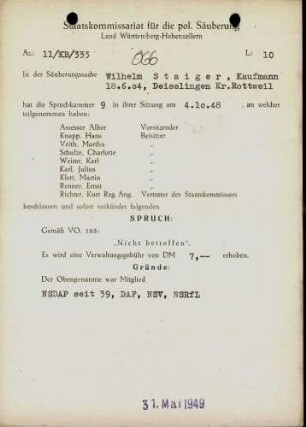 Staatskommissariat für die pol. Säuberung
Land Württemberg-Hohenzollern
Az.: 11/KB/333
066
L: 10
In der Säuberungssache Wilhelm Staiger, Kaufmann
18.6.04, Deisslingen Kr.Rottweil
hat die Spruchkammer 9 in ihrer Sitzung am 4.10.48, an welcher
teilgenommen haben:
Assessor Alber Vorsitzender
Knapp, Hans Beisitzer
Veith, Martha
Schulze, Charlotte
Weimr, Karl
Karl, Julius
Klett, Martin
Renner, Ernst
Richter, Kurt Reg. Ang. Vertreter des Staatskommissars
beschlossen und sofort verkündet folgenden
SPRUCH:
Gemäß VO. 165:
„Nicht betroffen".
Es wird eine Verwaltungsgebühr von DM 7,-- erhoben.
Gründe:
Der Obengenannte war Mitglied
NSDAP seit 39, DAF, NSV, NSRfL
31. Mai 1949